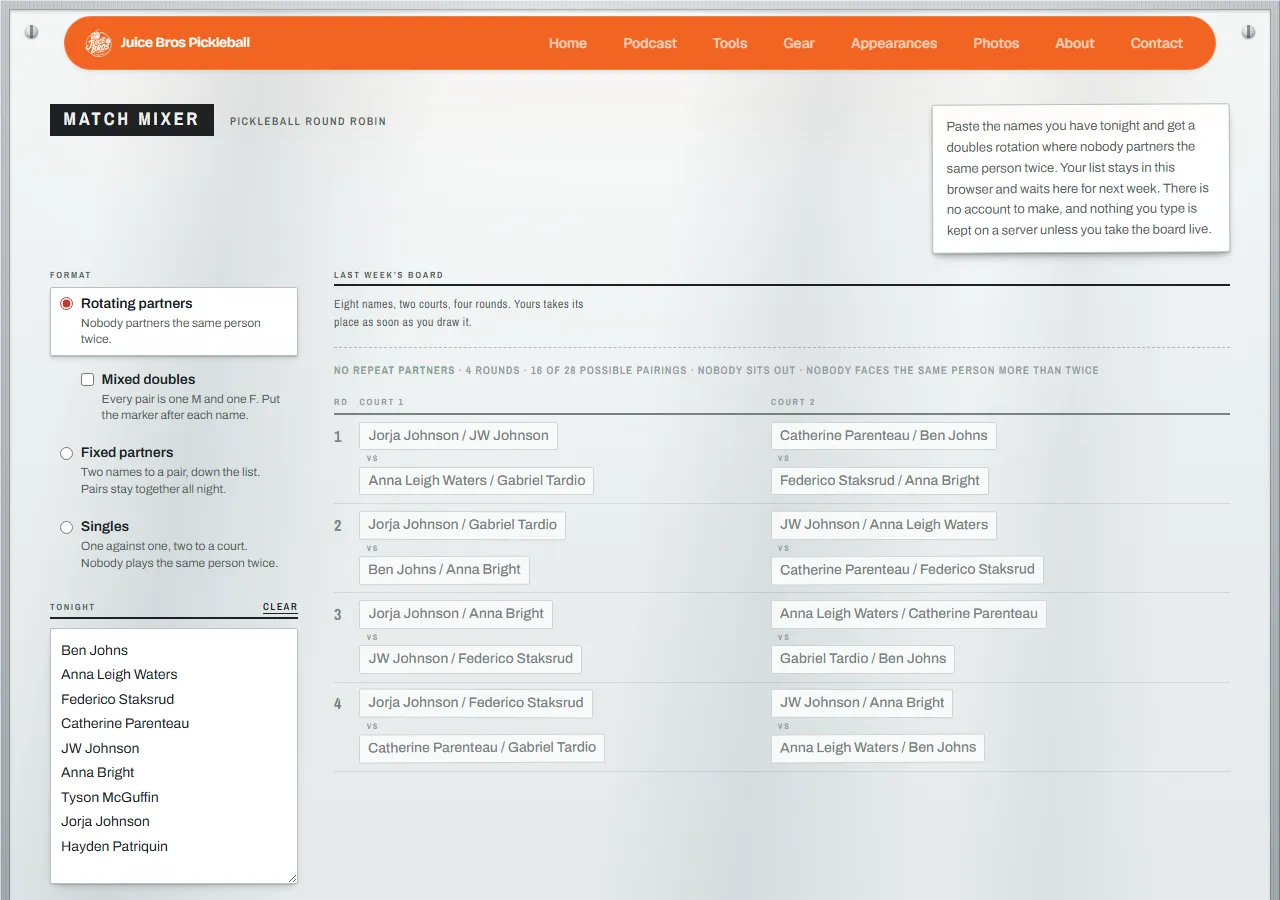 JUICE BROS
Juice Bros Pickleball
Home
Podcast
Tools
Gear
Appearances
Photos
About
Contact
MATCH MIXER
PICKLEBALL ROUND ROBIN
Paste the names you have tonight and get a
doubles rotation where nobody partners the
same person twice. Your list stays in this
browser and waits here for next week. There is
no account to make, and nothing you type is
kept on a server unless you take the board live.
FORMAT
Rotating partners
Nobody partners the same person
twice.
Mixed doubles
Every pair is one M and one F. Put
the marker after each name.
Fixed partners
Two names to a pair, down the list.
Pairs stay together all night.
Singles
One against one, two to a court.
Nobody plays the same person twice.
TONIGHT
CLEAR
Ben Johns
Anna Leigh Waters
Federico Staksrud
Catherine Parenteau
JW Johnson
Anna Bright
Tyson McGuffin
Jorja Johnson
Hayden Patriquin
LAST WEEK'S BOARD
Eight names, two courts, four rounds. Yours takes its
place as soon as you draw it.
NO REPEAT PARTNERS · 4 ROUNDS · 16 OF 28 POSSIBLE PAIRINGS · NOBODY SITS OUT · NOBODY FACES THE SAME PERSON MORE THAN TWICE
RD COURT 1 COURT 2
1
Jorja Johnson / JW Johnson
VS
Anna Leigh Waters / Gabriel Tardio
Catherine Parenteau / Ben Johns
VS
Federico Staksrud / Anna Bright
2
Jorja Johnson / Gabriel Tardio
VS
Ben Johns / Anna Bright
JW Johnson / Anna Leigh Waters
VS
Catherine Parenteau / Federico Staksrud
3
Jorja Johnson / Anna Bright
VS
JW Johnson / Federico Staksrud
Anna Leigh Waters / Catherine Parenteau
VS
Gabriel Tardio / Ben Johns
4
Jorja Johnson / Federico Staksrud
VS
Catherine Parenteau / Gabriel Tardio
JW Johnson / Anna Bright
VS
Anna Leigh Waters / Ben Johns